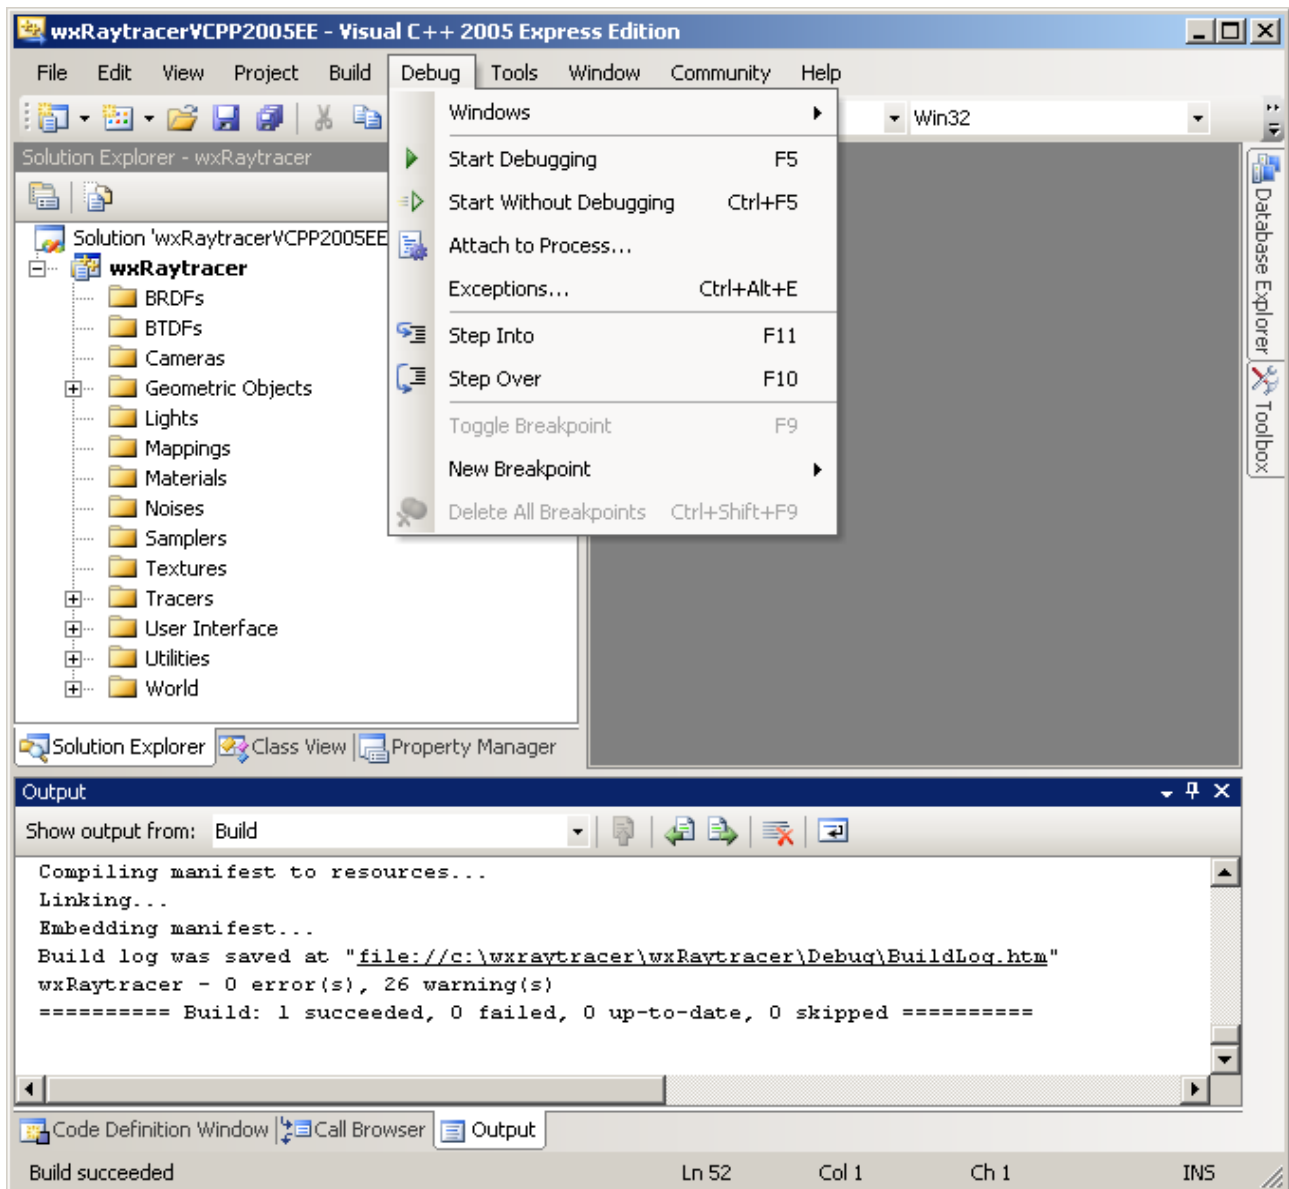 wxRaytracerVCPP2005EE - Visual C++ 2005 Express Edition
File Edit View Project Build Debug Tools Window Community Help
Win32
Windows
Start Debugging F5
Start Without Debugging Ctrl+F5
Attach to Process...
Exceptions... Ctrl+Alt+E
Step Into F11
Step Over F10
Toggle Breakpoint F9
New Breakpoint
Delete All Breakpoints Ctrl+Shift+F9
Solution Explorer - wxRaytracer
Solution 'wxRaytracerVCPP2005EE
wxRaytracer
BRDFs
BTDFs
Cameras
Geometric Objects
Lights
Mappings
Materials
Noises
Samplers
Textures
Tracers
User Interface
Utilities
World
Solution Explorer Class View Property Manager
Database Explorer
Toolbox
Output
Show output from: Build
Compiling manifest to resources...
Linking...
Embedding manifest...
Build log was saved at "file://c:\wxraytracer\wxRaytracer\Debug\BuildLog.htm"
wxRaytracer - 0 error(s), 26 warning(s)
========== Build: 1 succeeded, 0 failed, 0 up-to-date, 0 skipped ==========
Code Definition Window Call Browser Output
Build succeeded Ln 52 Col 1 Ch 1 INS